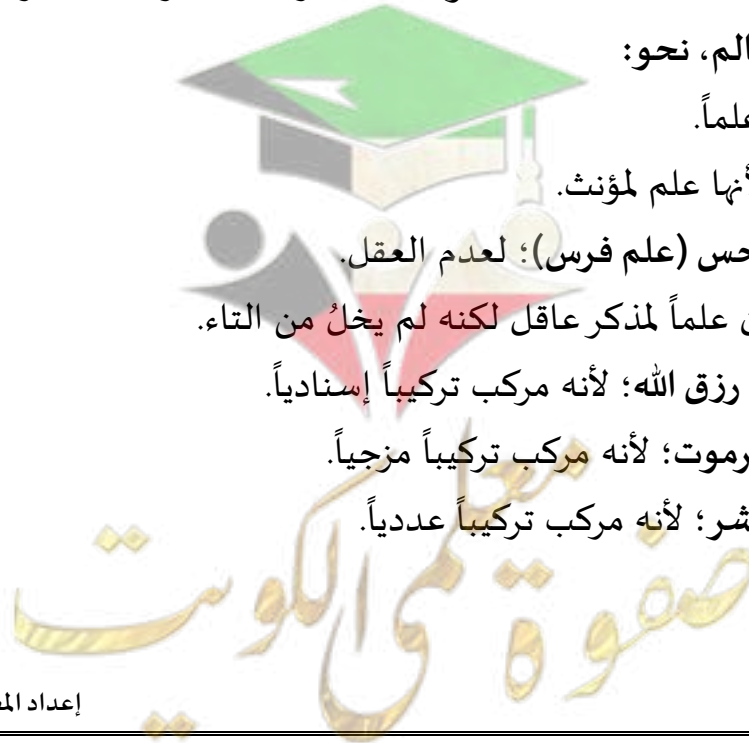 الم، نحو:
علماً.
أنها علم لمؤنث.
حس (علم فرس)؛ لعدم العقل.
علماً لمذكر عاقل لكنه لم يخلُ من التاء.
رزق الله؛ لأنه مركب تركيباً إسنادياً.
رموت؛ لأنه مركب تركيباً مزجياً.
شر؛ لأنه مركب تركيباً عددياً.
صفوة معلمي الكويت
إعداد